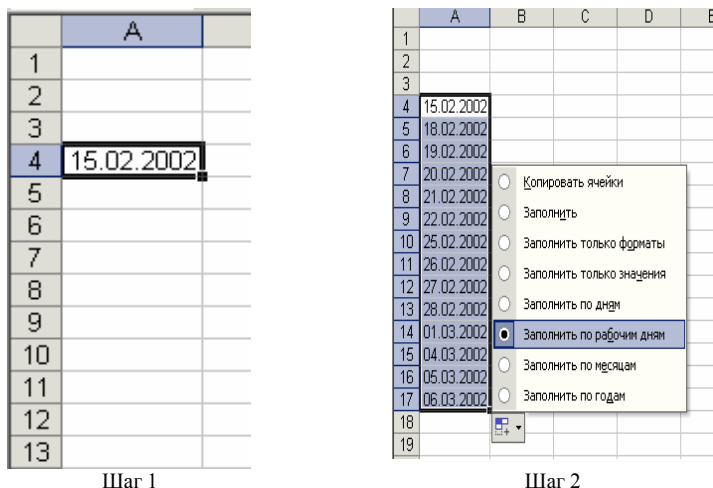 A
1
2
3
4 15.02.2002
5
6
7
8
9
10
11
12
13
Шаг 1
A B C D E
1
2
3
4 15.02.2002
5 18.02.2002
6 19.02.2002
7 20.02.2002
8 21.02.2002
9 22.02.2002
10 25.02.2002
11 26.02.2002
12 27.02.2002
13 28.02.2002
14 01.03.2002
15 04.03.2002
16 05.03.2002
17 06.03.2002
18
19
Копировать ячейки
Заполнить
Заполнить только форматы
Заполнить только значения
Заполнить по дням
Заполнить по рабочим дням
Заполнить по месяцам
Заполнить по годам
Шаг 2